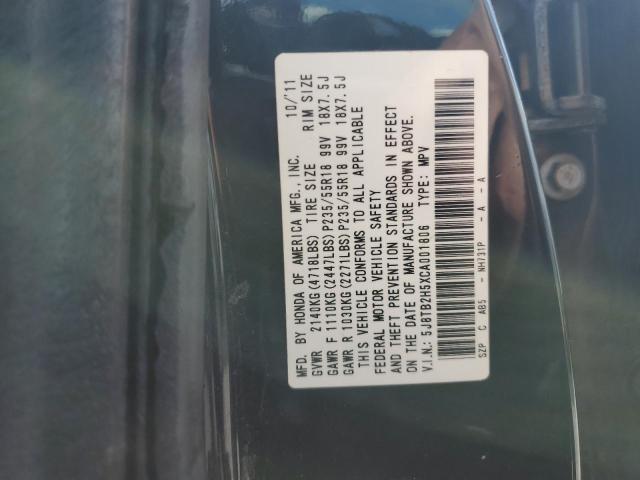 MFD. BY HONDA OF AMERICA MFG., INC. 10/'11
GVWR 2140KG(4718LBS) TIRE SIZE RIM SIZE
GAWR F 1110KG(2447LBS)P235/55R18 99V 18X7.5J
GAWR R 1030KG(2271LBS)P235/55R18 99V 18X7.5J
THIS VEHICLE CONFORMS TO ALL APPLICABLE
FEDERAL MOTOR VEHICLE SAFETY
AND THEFT PREVENTION STANDARDS IN EFFECT
ON THE DATE OF MANUFACTURE SHOWN ABOVE.
V.I.N.: 5J8TB2H5XCA001806 TYPE: MPV
SZP C AB5 - NH731P - A - A